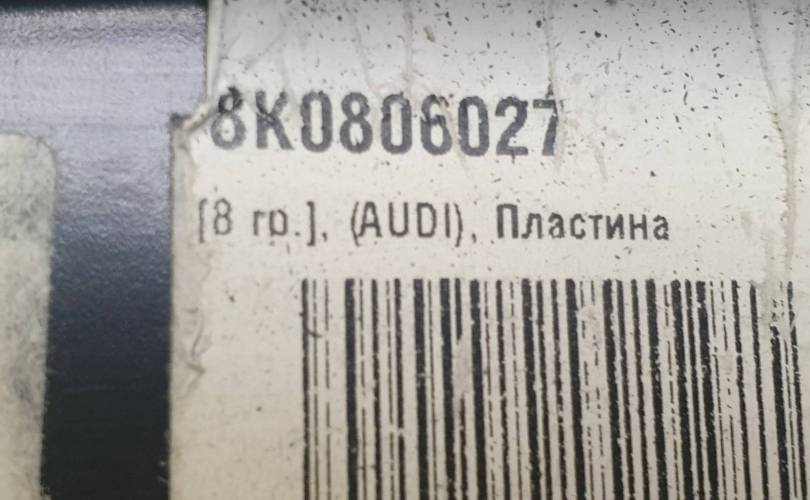 8K0806027
[8 гр.], (AUDI), Пластина